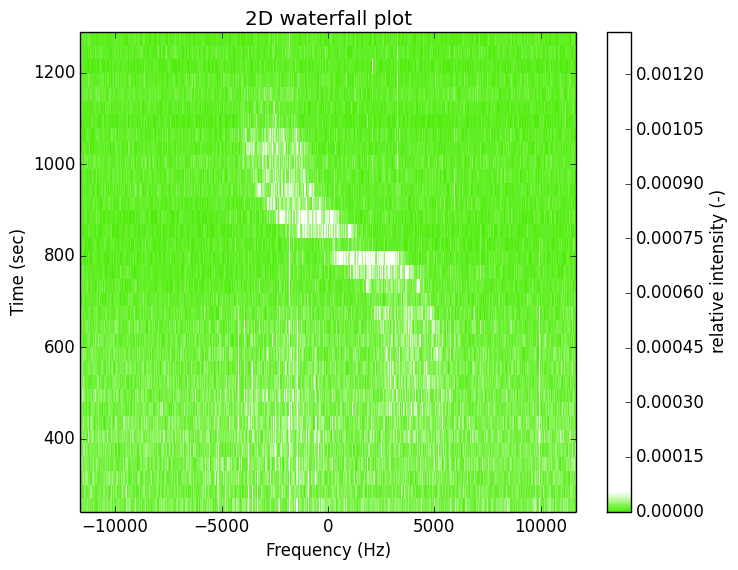 2D waterfall plot
1200
1000
800
600
400
Time (sec)
−10000 −5000 0 5000 10000
Frequency (Hz)
0.00120
0.00105
0.00090
0.00075
0.00060
0.00045
0.00030
0.00015
0.00000
relative intensity (-)